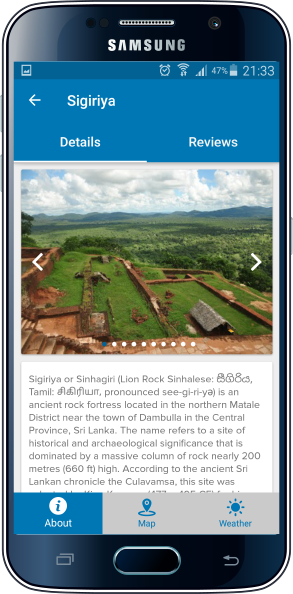 SAMSUNG
47% 21:33
Sigiriya
Details Reviews
Sigiriya or Sinhagiri (Lion Rock Sinhalese: සීගිරිය,
Tamil: சிகிரியா, pronounced see-gi-ri-yə) is an
ancient rock fortress located in the northern Matale
District near the town of Dambulla in the Central
Province, Sri Lanka. The name refers to a site of
historical and archaeological significance that is
dominated by a massive column of rock nearly 200
metres (660 ft) high. According to the ancient Sri
Lankan chronicle the Culavamsa, this site was
About Map Weather